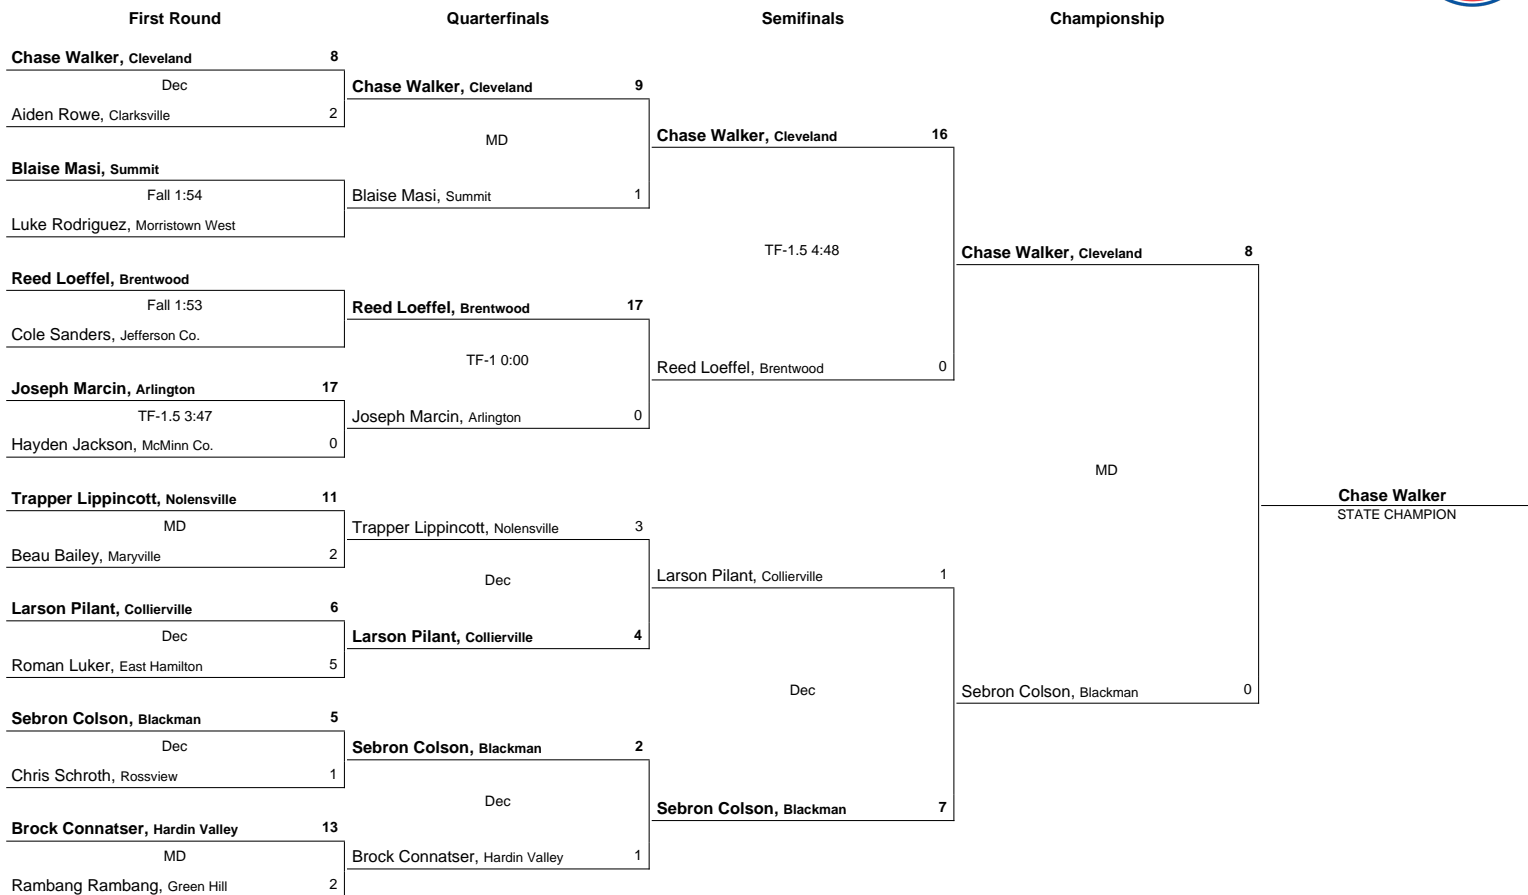 First Round
Quarterfinals
Semifinals
Championship
Chase Walker, Cleveland 8
Dec
Aiden Rowe, Clarksville 2
Blaise Masi, Summit
Fall 1:54
Luke Rodriguez, Morristown West
Reed Loeffel, Brentwood
Fall 1:53
Cole Sanders, Jefferson Co.
Joseph Marcin, Arlington 17
TF-1.5 3:47
Hayden Jackson, McMinn Co. 0
Trapper Lippincott, Nolensville 11
MD
Beau Bailey, Maryville 2
Larson Pilant, Collierville 6
Dec
Roman Luker, East Hamilton 5
Sebron Colson, Blackman 5
Dec
Chris Schroth, Rossview 1
Brock Connatser, Hardin Valley 13
MD
Rambang Rambang, Green Hill 2
Chase Walker, Cleveland 9
MD
Blaise Masi, Summit 1
Reed Loeffel, Brentwood 17
TF-1 0:00
Joseph Marcin, Arlington 0
Trapper Lippincott, Nolensville 3
Dec
Larson Pilant, Collierville 4
Sebron Colson, Blackman 2
Dec
Brock Connatser, Hardin Valley 1
Chase Walker, Cleveland 16
TF-1.5 4:48
Reed Loeffel, Brentwood 0
Larson Pilant, Collierville 1
Dec
Sebron Colson, Blackman 7
Chase Walker, Cleveland 8
MD
Sebron Colson, Blackman 0
Chase Walker
STATE CHAMPION